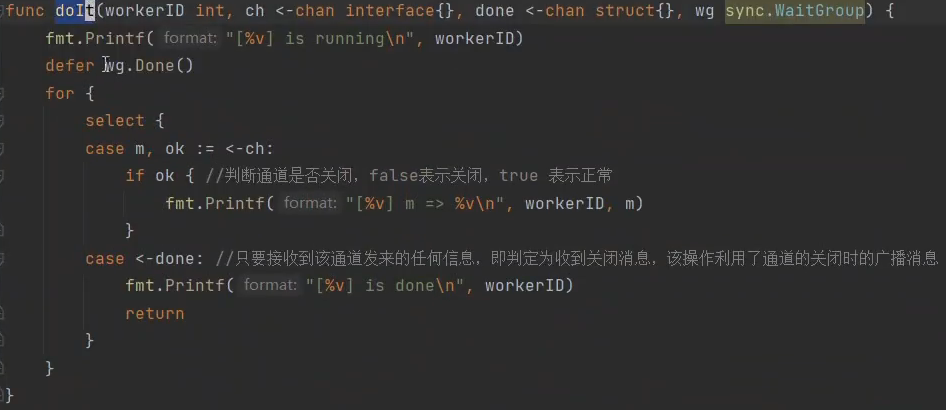 func doIt(workerID int, ch <-chan interface{}, done <-chan struct{}, wg sync.WaitGroup) {
    fmt.Printf( format: "[%v] is running\n", workerID)
    defer wg.Done()
    for {
        select {
        case m, ok := <-ch:
            if ok { //判断通道是否关闭，false表示关闭，true 表示正常
                fmt.Printf( format: "[%v] m => %v\n", workerID, m)
            }
        case <-done: //只要接收到该通道发来的任何信息，即判定为收到关闭消息，该操作利用了通道的关闭时的广播消息
            fmt.Printf( format: "[%v] is done\n", workerID)
            return
        }
    }
}